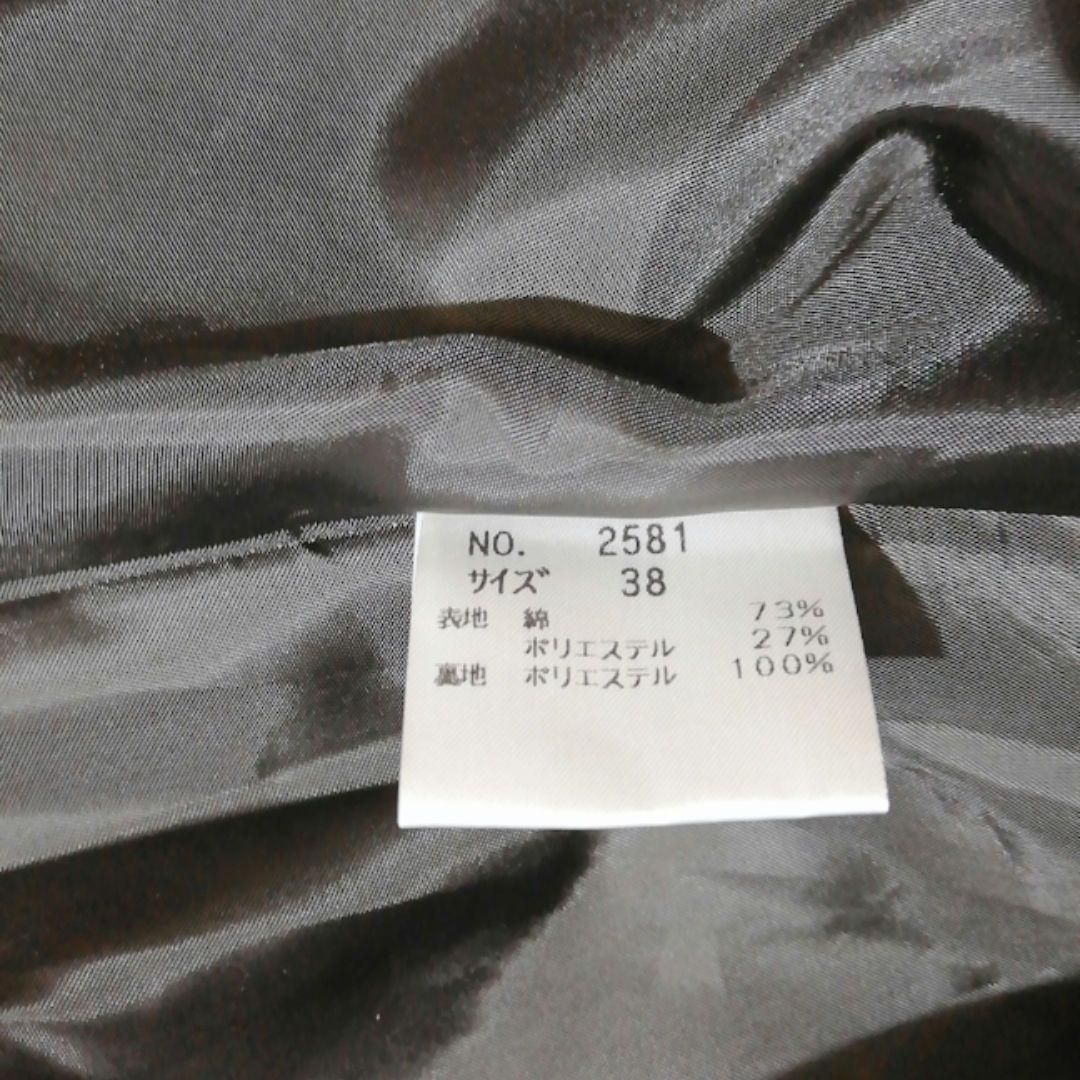 NO. 2581
サイズ 38
表地 綿 73%
ポリエステル 27%
裏地 ポリエステル 100%